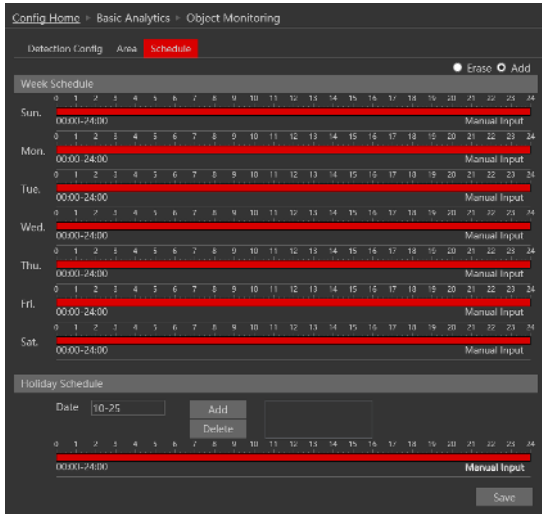 Config Home ▸ Basic Analytics ▸ Object Monitoring
Detection Config Area Schedule
Erase Add
Week Schedule
0 1 2 3 4 5 6 7 8 9 10 11 12 13 14 15 16 17 18 19 20 21 22 23 24
Sun.
00:00-24:00 Manual Input
0 1 2 3 4 5 6 7 8 9 10 11 12 13 14 15 16 17 18 19 20 21 22 23 24
Mon.
00:00-24:00 Manual Input
0 1 2 3 4 5 6 7 8 9 10 11 12 13 14 15 16 17 18 19 20 21 22 23 24
Tue.
00:00-24:00 Manual Input
0 1 2 3 4 5 6 7 8 9 10 11 12 13 14 15 16 17 18 19 20 21 22 23 24
Wed.
00:00-24:00 Manual Input
0 1 2 3 4 5 6 7 8 9 10 11 12 13 14 15 16 17 18 19 20 21 22 23 24
Thu.
00:00-24:00 Manual Input
0 1 2 3 4 5 6 7 8 9 10 11 12 13 14 15 16 17 18 19 20 21 22 23 24
Fri.
00:00-24:00 Manual Input
0 1 2 3 4 5 6 7 8 9 10 11 12 13 14 15 16 17 18 19 20 21 22 23 24
Sat.
00:00-24:00 Manual Input
Holiday Schedule
Date 10-25 Add
Delete
0 1 2 3 4 5 6 7 8 9 10 11 12 13 14 15 16 17 18 19 20 21 22 23 24
00:00-24:00 Manual Input
Save